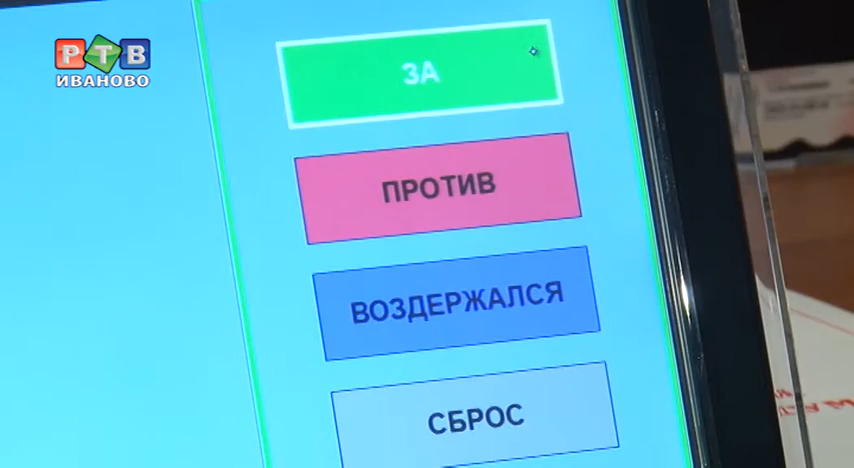 РТВ
ИВАНОВО
ЗА
ПРОТИВ
ВОЗДЕРЖАЛСЯ
СБРОС